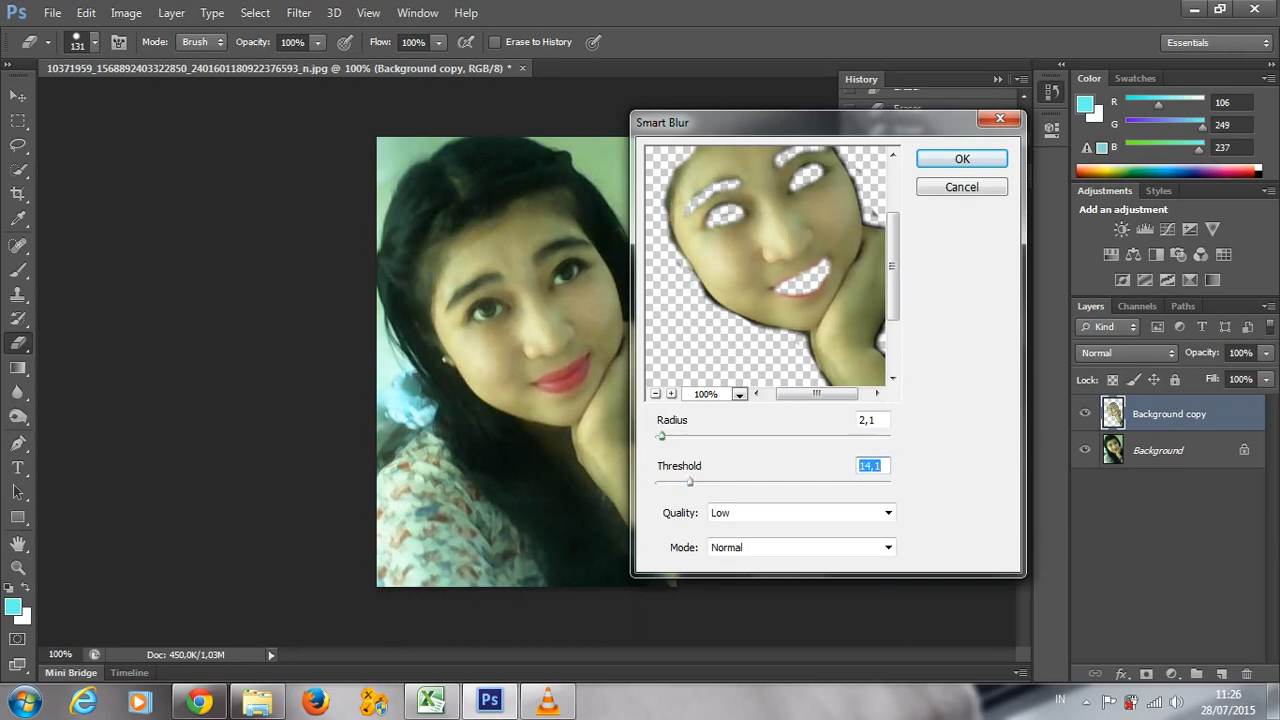 Ps File Edit Image Layer Type Select Filter 3D View Window Help
131 Mode: Brush Opacity: 100% Flow: 100% Erase to History Essentials
10371959_1568892403322850_2401601180922376593_n.jpg @ 100% (Background copy, RGB/8) * ×
History
Eraser
Color Swatches
R 106
G 249
B 237
Smart Blur
OK
Cancel
100%
Radius 2,1
Threshold 14,1
Quality: Low
Mode: Normal
Adjustments Styles
Add an adjustment
Layers Channels Paths
Kind
Normal Opacity: 100%
Lock: Fill: 100%
Background copy
Background
100% Doc: 450,0K/1,03M
Mini Bridge Timeline
IN 11:26
28/07/2015